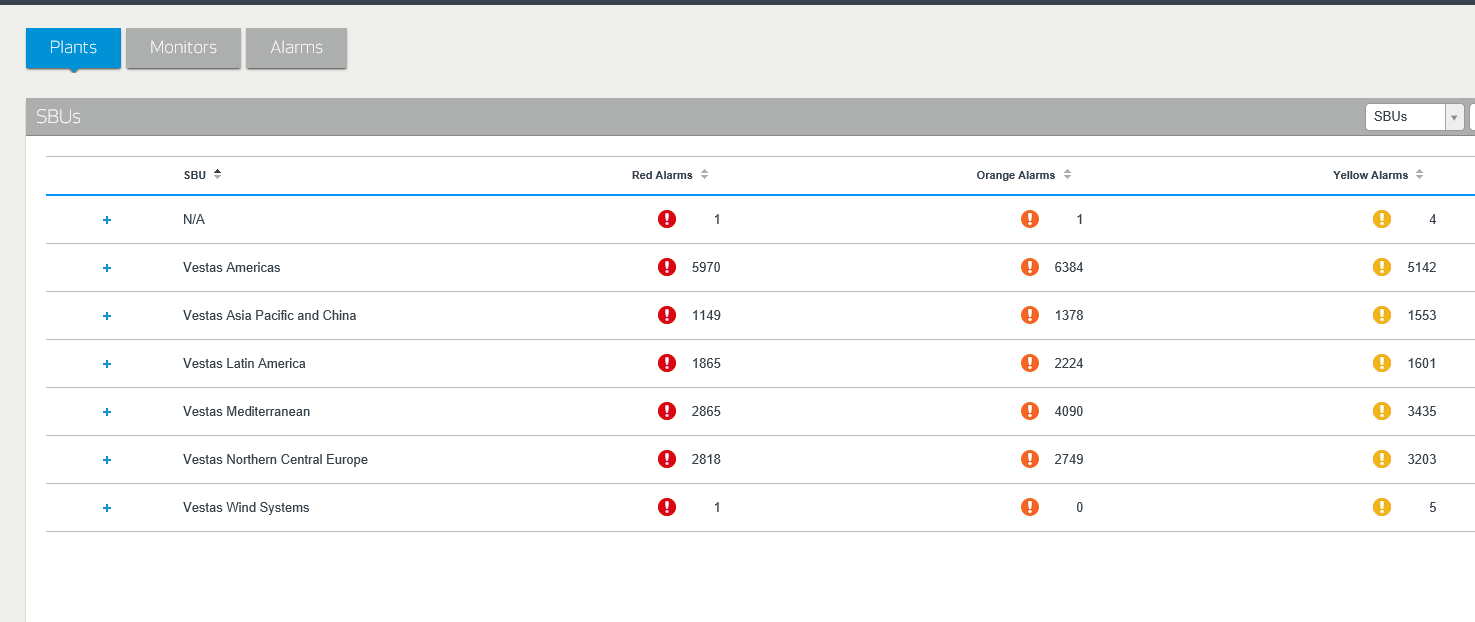 Plants Monitors Alarms
SBUs SBUs
SBU Red Alarms Orange Alarms Yellow Alarms
N/A 1 1 4
Vestas Americas 5970 6384 5142
Vestas Asia Pacific and China 1149 1378 1553
Vestas Latin America 1865 2224 1601
Vestas Mediterranean 2865 4090 3435
Vestas Northern Central Europe 2818 2749 3203
Vestas Wind Systems 1 0 5